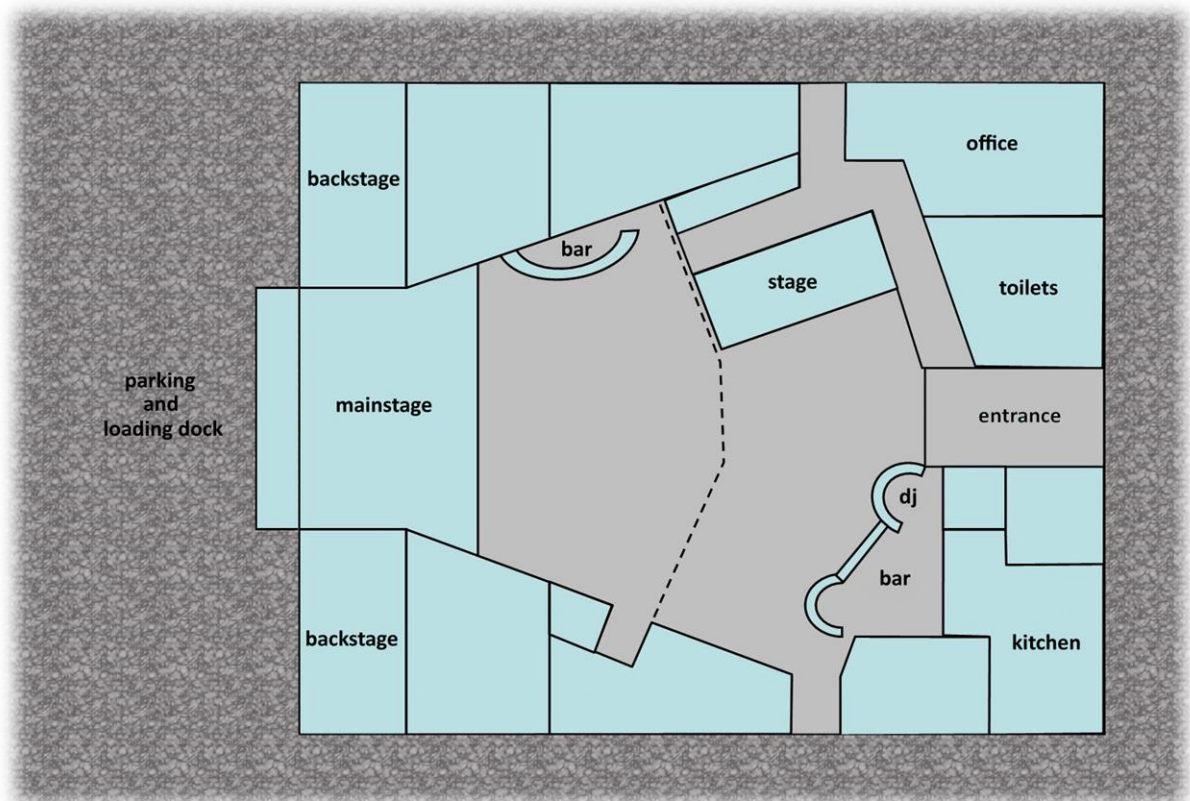 office
backstage
bar
stage
toilets
parking
and
loading dock
mainstage
entrance
dj
bar
backstage
kitchen